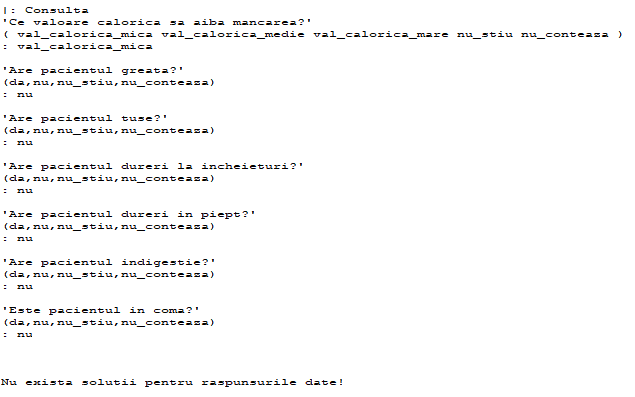 |: Consulta
'Ce valoare calorica sa aiba mancarea?'
( val_calorica_mica val_calorica_medie val_calorica_mare nu_stiu nu_conteaza )
: val_calorica_mica
'Are pacientul greata?'
(da,nu,nu_stiu,nu_conteaza)
: nu
'Are pacientul tuse?'
(da,nu,nu_stiu,nu_conteaza)
: nu
'Are pacientul dureri la incheieturi?'
(da,nu,nu_stiu,nu_conteaza)
: nu
'Are pacientul dureri in piept?'
(da,nu,nu_stiu,nu_conteaza)
: nu
'Are pacientul indigestie?'
(da,nu,nu_stiu,nu_conteaza)
: nu
'Este pacientul in coma?'
(da,nu,nu_stiu,nu_conteaza)
: nu
Nu exista solutii pentru raspunsurile date!